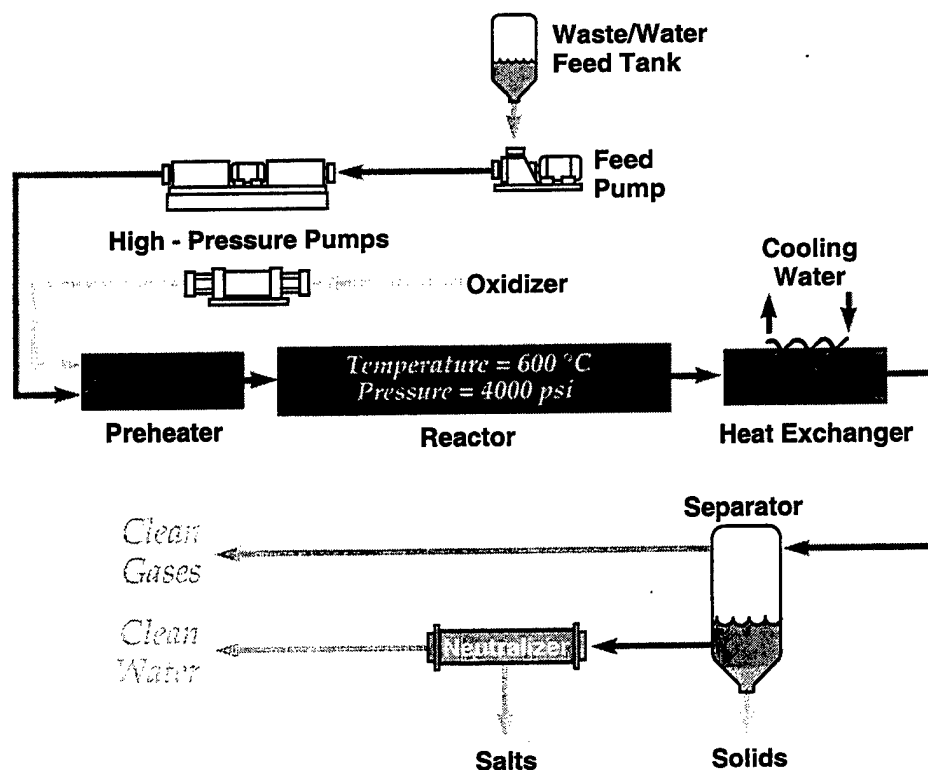 Waste/Water
Feed Tank
Feed
Pump
High - Pressure Pumps
Oxidizer
Cooling
Water
Temperature = 600 °C
Pressure = 4000 psi
Preheater
Reactor
Heat Exchanger
Separator
Clean
Gases
Clean
Water
Neutralizer
Salts
Solids